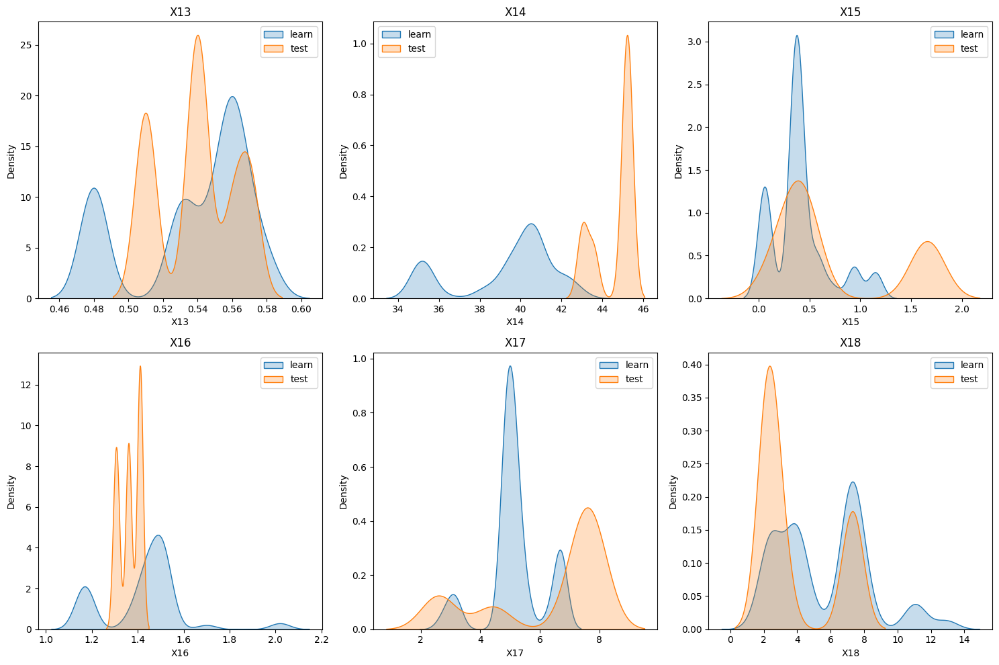 X13
learn
test
Density
25
20
15
10
5
0
0.46 0.48 0.50 0.52 0.54 0.56 0.58 0.60
X13
X14
learn
test
Density
1.0
0.8
0.6
0.4
0.2
0.0
34 36 38 40 42 44 46
X14
X15
learn
test
Density
3.0
2.5
2.0
1.5
1.0
0.5
0.0
0.0 0.5 1.0 1.5 2.0
X15
X16
learn
test
Density
12
10
8
6
4
2
0
1.0 1.2 1.4 1.6 1.8 2.0 2.2
X16
X17
learn
test
Density
1.0
0.8
0.6
0.4
0.2
0.0
2 4 6 8
X17
X18
learn
test
Density
0.40
0.35
0.30
0.25
0.20
0.15
0.10
0.05
0.00
0 2 4 6 8 10 12 14
X18